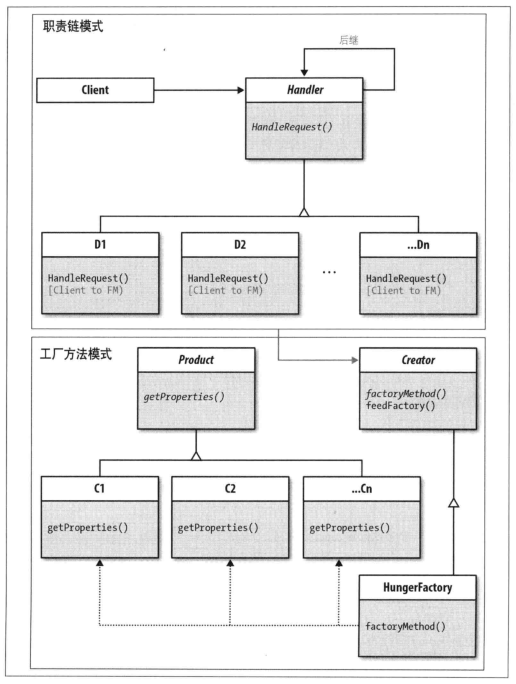 职责链模式
后继
Client
Handler
HandleRequest()
D1
HandleRequest()
[Client to FM)
D2
HandleRequest()
[Client to FM)
...
...Dn
HandleRequest()
[Client to FM)
工厂方法模式
Product
getProperties()
Creator
factoryMethod()
feedFactory()
C1
getProperties()
C2
getProperties()
...Cn
getProperties()
HungerFactory
factoryMethod()